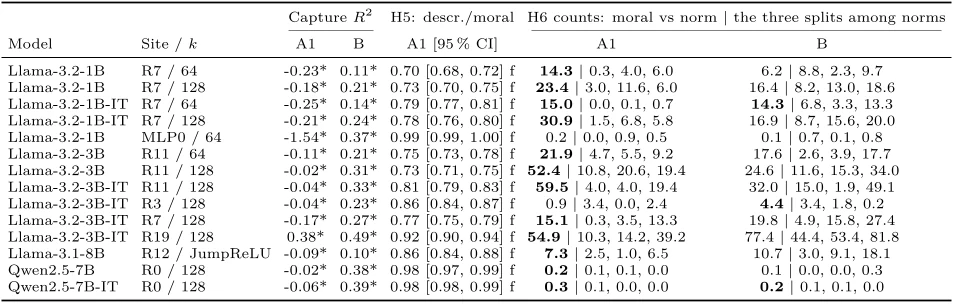 Capture R² H5: descr./moral H6 counts: moral vs norm | the three splits among norms
Model Site / k A1 B A1 [95 % CI] A1 B
Llama-3.2-1B R7 / 64 -0.23* 0.11* 0.70 [0.68, 0.72] f 14.3 | 0.3, 4.0, 6.0 6.2 | 8.8, 2.3, 9.7
Llama-3.2-1B R7 / 128 -0.18* 0.21* 0.73 [0.70, 0.75] f 23.4 | 3.0, 11.6, 6.0 16.4 | 8.2, 13.0, 18.6
Llama-3.2-1B-IT R7 / 64 -0.25* 0.14* 0.79 [0.77, 0.81] f 15.0 | 0.0, 0.1, 0.7 14.3 | 6.8, 3.3, 13.3
Llama-3.2-1B-IT R7 / 128 -0.21* 0.24* 0.78 [0.76, 0.80] f 30.9 | 1.5, 6.8, 5.8 16.9 | 8.7, 15.6, 20.0
Llama-3.2-1B MLP0 / 64 -1.54* 0.37* 0.99 [0.99, 1.00] f 0.2 | 0.0, 0.9, 0.5 0.1 | 0.7, 0.1, 0.8
Llama-3.2-3B R11 / 64 -0.11* 0.21* 0.75 [0.73, 0.78] f 21.9 | 4.7, 5.5, 9.2 17.6 | 2.6, 3.9, 17.7
Llama-3.2-3B R11 / 128 -0.02* 0.31* 0.73 [0.71, 0.75] f 52.4 | 10.8, 20.6, 19.4 24.6 | 11.6, 15.3, 34.0
Llama-3.2-3B-IT R11 / 128 -0.04* 0.33* 0.81 [0.79, 0.83] f 59.5 | 4.0, 4.0, 19.4 32.0 | 15.0, 1.9, 49.1
Llama-3.2-3B-IT R3 / 128 -0.04* 0.23* 0.86 [0.84, 0.87] f 0.9 | 3.4, 0.0, 2.4 4.4 | 3.4, 1.8, 0.2
Llama-3.2-3B-IT R7 / 128 -0.17* 0.27* 0.77 [0.75, 0.79] f 15.1 | 0.3, 3.5, 13.3 19.8 | 4.9, 15.8, 27.4
Llama-3.2-3B-IT R19 / 128 0.38* 0.49* 0.92 [0.90, 0.94] f 54.9 | 10.3, 14.2, 39.2 77.4 | 44.4, 53.4, 81.8
Llama-3.1-8B R12 / JumpReLU -0.09* 0.10* 0.86 [0.84, 0.88] f 7.3 | 2.5, 1.0, 6.5 10.7 | 3.0, 9.1, 18.1
Qwen2.5-7B R0 / 128 -0.02* 0.38* 0.98 [0.97, 0.99] f 0.2 | 0.1, 0.1, 0.0 0.1 | 0.0, 0.0, 0.3
Qwen2.5-7B-IT R0 / 128 -0.06* 0.39* 0.98 [0.98, 0.99] f 0.3 | 0.1, 0.0, 0.0 0.2 | 0.1, 0.1, 0.0